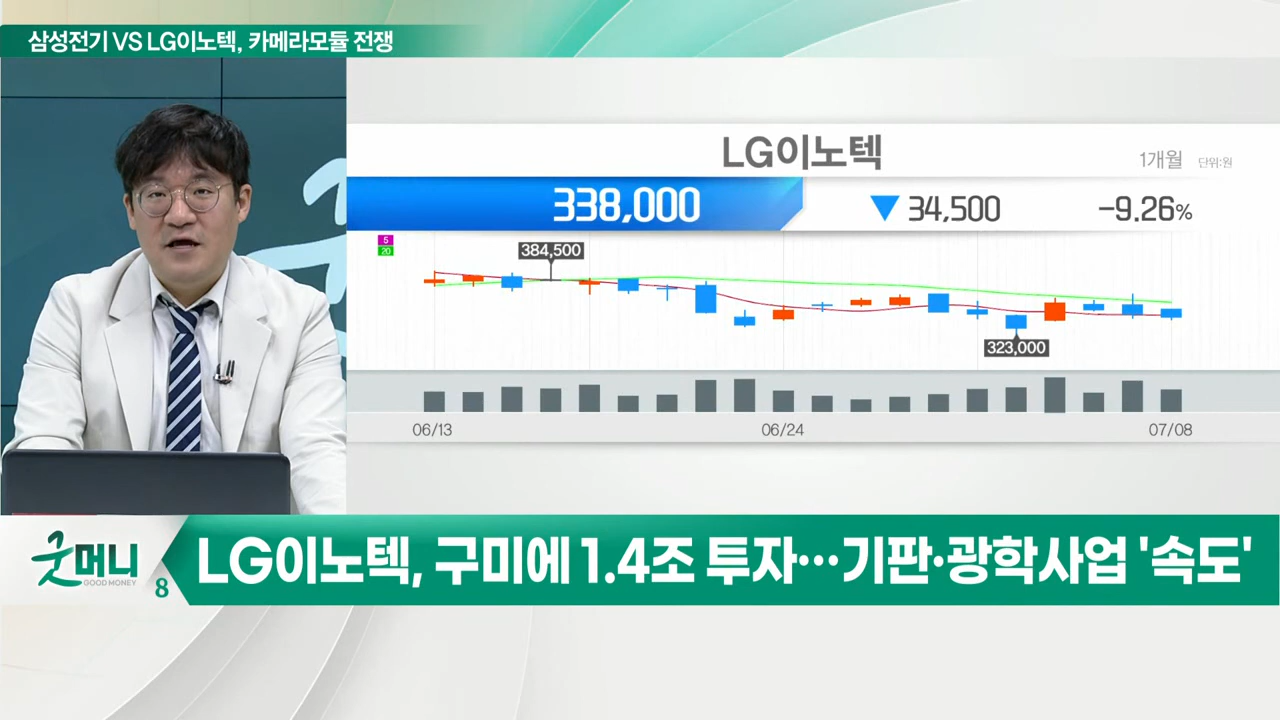 삼성전기 VS LG이노텍, 카메라모듈 전쟁
LG이노텍
1개월 단위:원
338,000 ▼ 34,500 -9.26%
5
20
384,500
323,000
06/13 06/24 07/08
굿머니
GOOD MONEY
8
LG이노텍, 구미에 1.4조 투자…기판·광학사업 '속도'